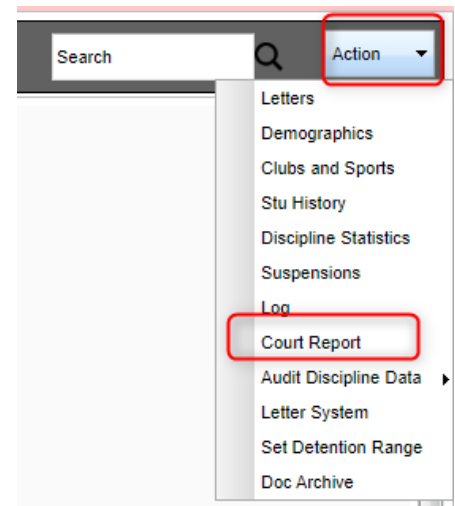 Search
Action
Letters
Demographics
Clubs and Sports
Stu History
Discipline Statistics
Suspensions
Log
Court Report
Audit Discipline Data
Letter System
Set Detention Range
Doc Archive